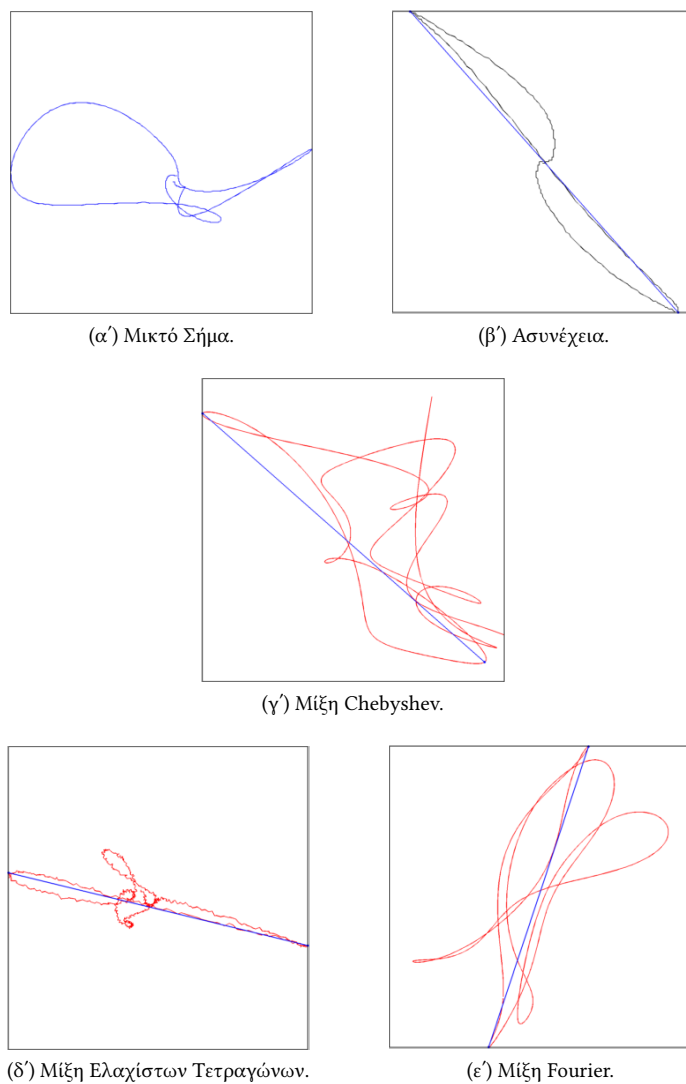 (α′) Μικτό Σήμα.
(β′) Ασυνέχεια.
(γ′) Μίξη Chebyshev.
(δ′) Μίξη Ελαχίστων Τετραγώνων.
(ε′) Μίξη Fourier.